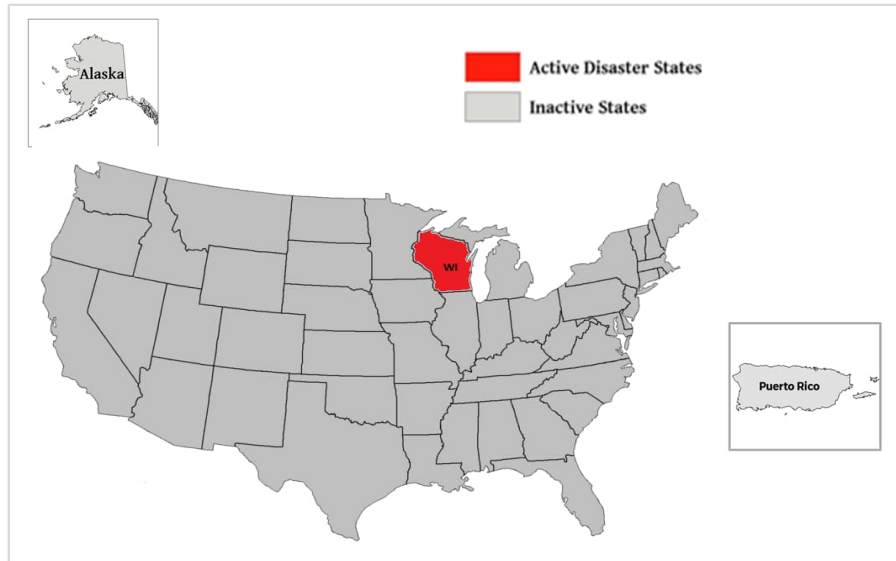 Alaska
Active Disaster States
Inactive States
WI
Puerto Rico